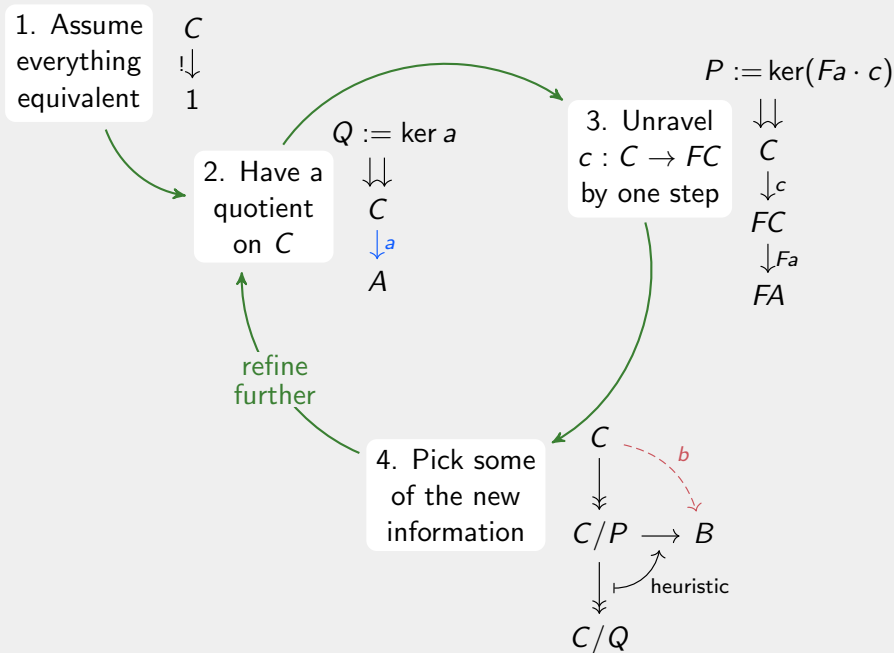 1. Assume
everything
equivalent
C
!
1
2. Have a
quotient
on C
Q := ker a
C
a
A
3. Unravel
c : C → FC
by one step
P := ker(Fa · c)
C
c
FC
Fa
FA
refine
further
4. Pick some
of the new
information
C
b
C/P
B
heuristic
C/Q